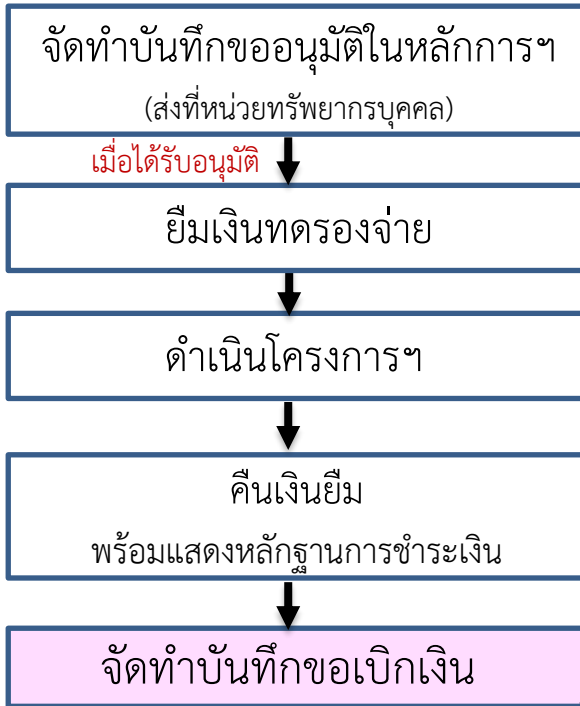 จัดทำบันทึกขออนุมัติในหลักการฯ
(ส่งที่หน่วยทรัพยากรบุคคล)
เมื่อได้รับอนุมัติ
ยืมเงินทดรองจ่าย
ดำเนินโครงการฯ
คืนเงินยืม
พร้อมแสดงหลักฐานการชำระเงิน
จัดทำบันทึกขอเบิกเงิน